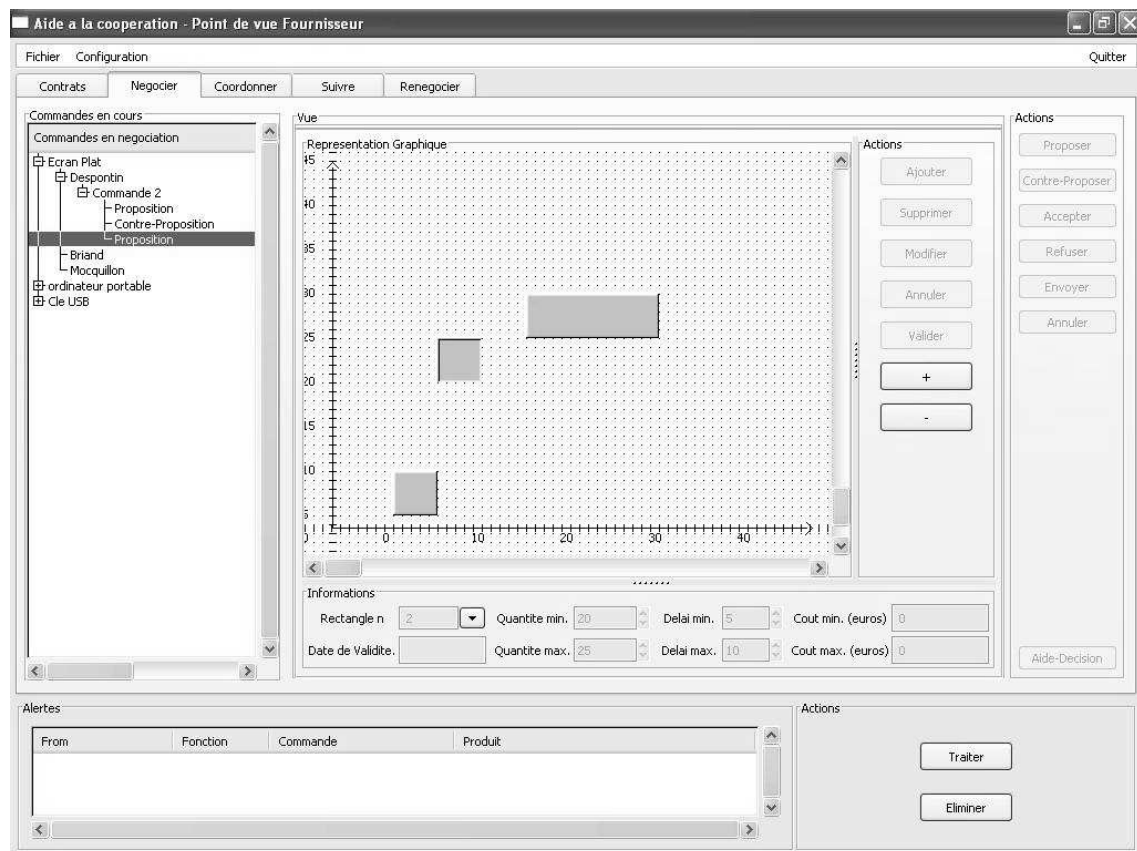 Aide a la cooperation - Point de vue Fournisseur
Fichier Configuration Quitter
Contrats Negocier Coordonner Suivre Renegocier
Commandes en cours
Commandes en negociation
Ecran Plat
Despontin
Commande 2
Proposition
Contre-Proposition
Proposition
Briand
Mocquillon
ordinateur portable
Cle USB
Vue
Representation Graphique
45
40
35
30
25
20
15
10
5
0 0 10 20 30 40
Actions
Ajouter
Supprimer
Modifier
Annuler
Valider
+
-
Informations
Rectangle n 2 Quantite min. 20 Delai min. 5 Cout min. (euros) 0
Date de Validite. Quantite max. 25 Delai max. 10 Cout max. (euros) 0
Actions
Proposer
Contre-Proposer
Accepter
Refuser
Envoyer
Annuler
Aide-Decision
Alertes
From Fonction Commande Produit
Actions
Traiter
Eliminer